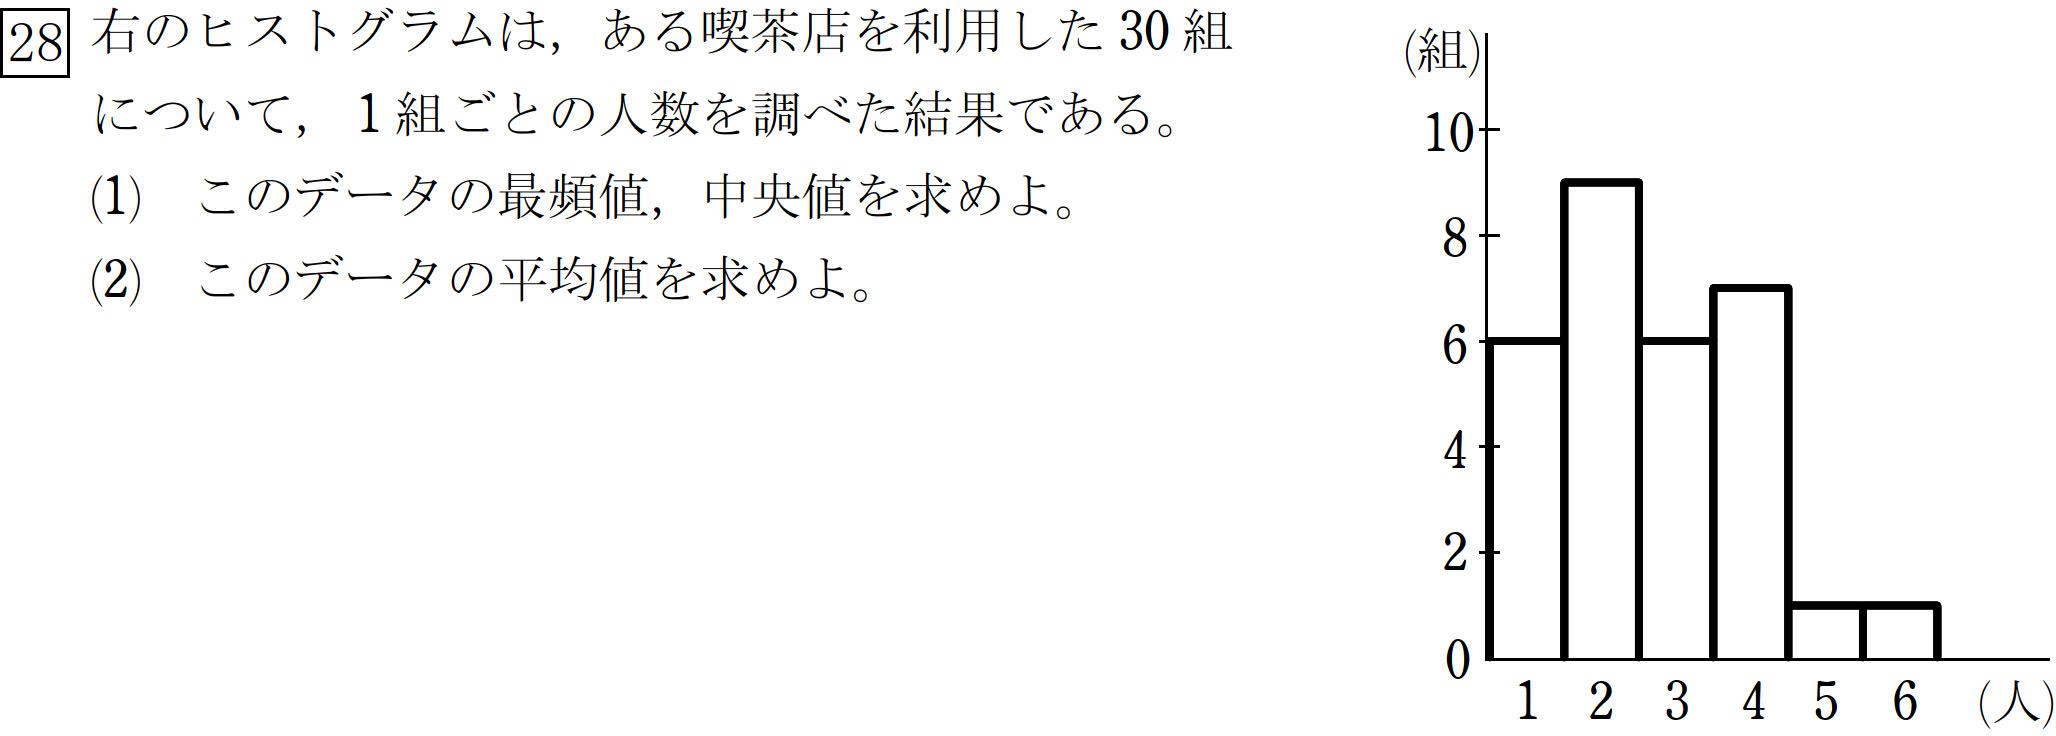 28 右のヒストグラムは，ある喫茶店を利用した 30 組
について，1 組ごとの人数を調べた結果である。
(1)　このデータの最頻値，中央値を求めよ。
(2)　このデータの平均値を求めよ。
(組)
10
8
6
4
2
0
1 2 3 4 5 6 (人)